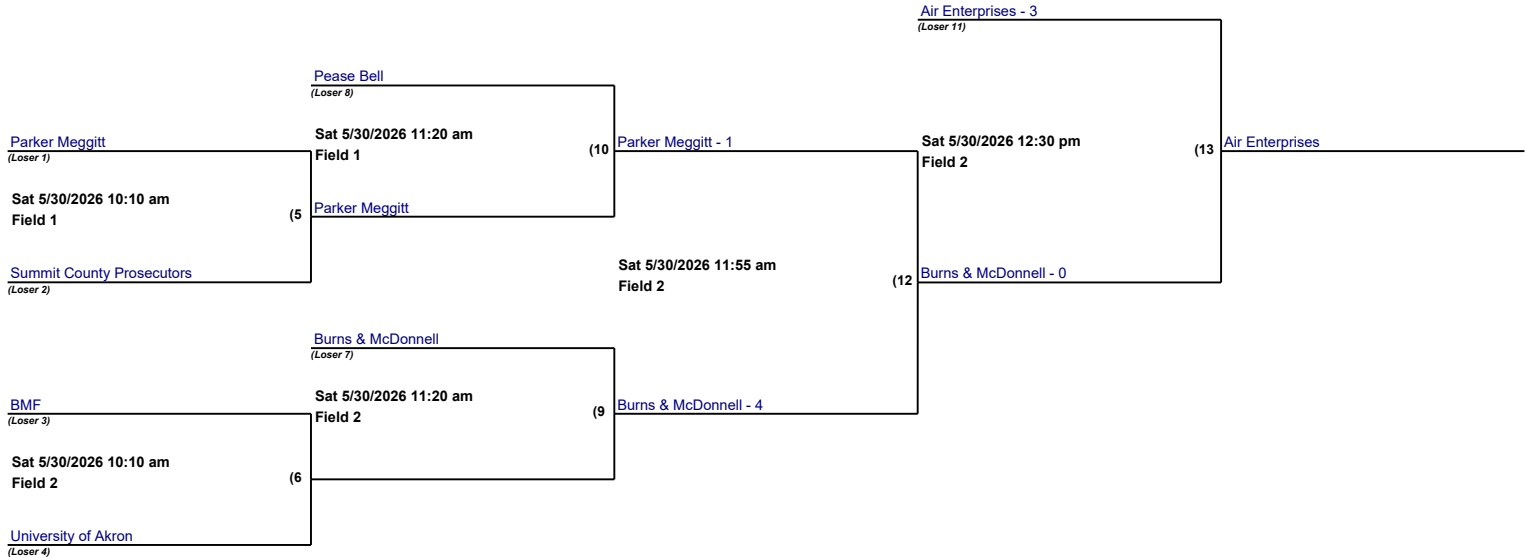 Air Enterprises - 3
(Loser 11)
Pease Bell
(Loser 8)
Sat 5/30/2026 11:20 am
Field 1
(10
Parker Meggitt
(Loser 1)
Parker Meggitt - 1
Sat 5/30/2026 12:30 pm
Field 2
(13
Air Enterprises
Sat 5/30/2026 10:10 am
Field 1
(5
Parker Meggitt
Summit County Prosecutors
(Loser 2)
Sat 5/30/2026 11:55 am
Field 2
(12
Burns & McDonnell - 0
Burns & McDonnell
(Loser 7)
Sat 5/30/2026 11:20 am
Field 2
(9
Burns & McDonnell - 4
BMF
(Loser 3)
Sat 5/30/2026 10:10 am
Field 2
(6
University of Akron
(Loser 4)